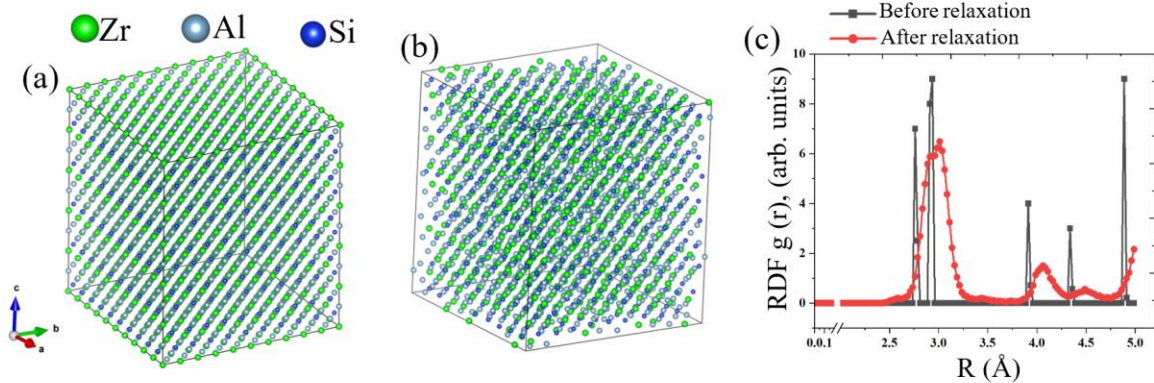 Zr Al Si
(a)
(b)
(c)
Before relaxation
After relaxation
RDF g (r), (arb. units)
10
8
6
4
2
0
0.0.1 2.5 3.0 3.5 4.0 4.5 5.0
R (Å)
c
b
a